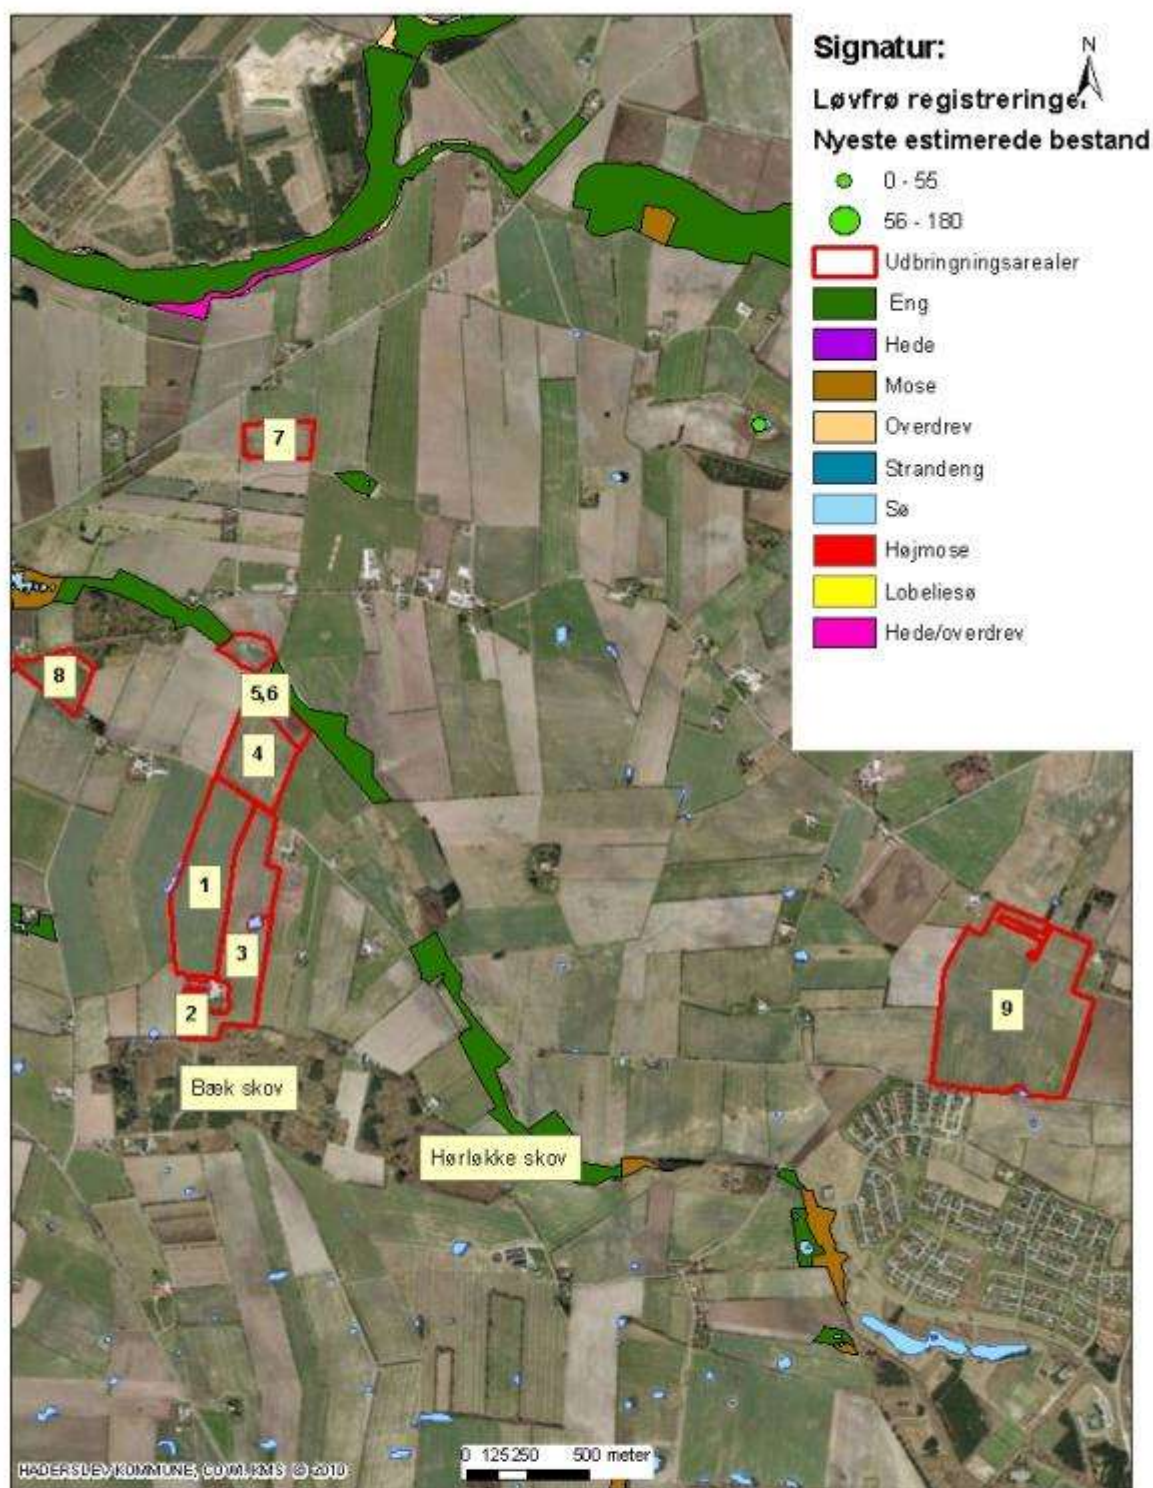 Signatur:
N
Løvfrø registreringer
Nyeste estimerede bestand
0 - 55
56 - 180
Udbringningsarealer
Eng
Hede
Mose
Overdrev
Strandeng
Sø
Højmose
Lobeliesø
Hede/overdrev
7
8
5,6
4
1
3
2
9
Bæk skov
Hørløkke skov
0 125 250 500 meter
HADERSLEV KOMMUNE, COWI, KMS © 2010